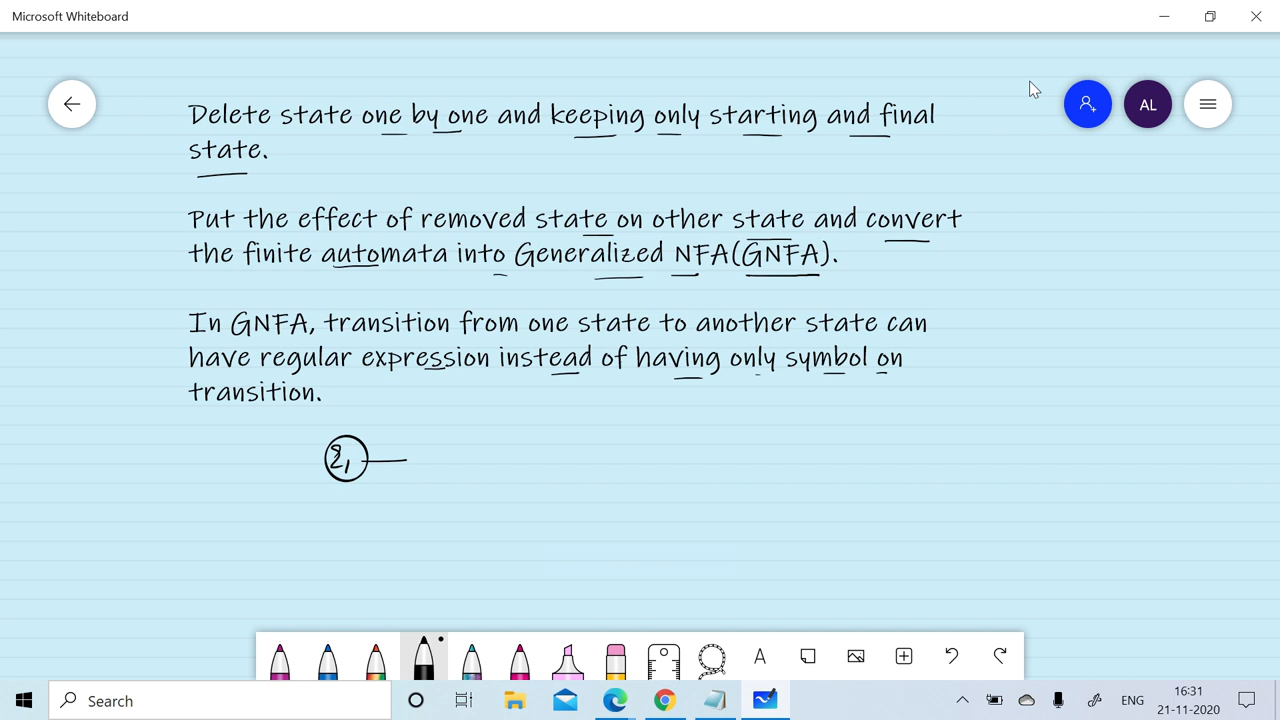 Microsoft Whiteboard
AL
Delete state one by one and keeping only starting and final
state.
Put the effect of removed state on other state and convert
the finite automata into Generalized NFA(GNFA).
In GNFA, transition from one state to another state can
have regular expression instead of having only symbol on
transition.
q1
A
Search
ENG
16:31
21-11-2020